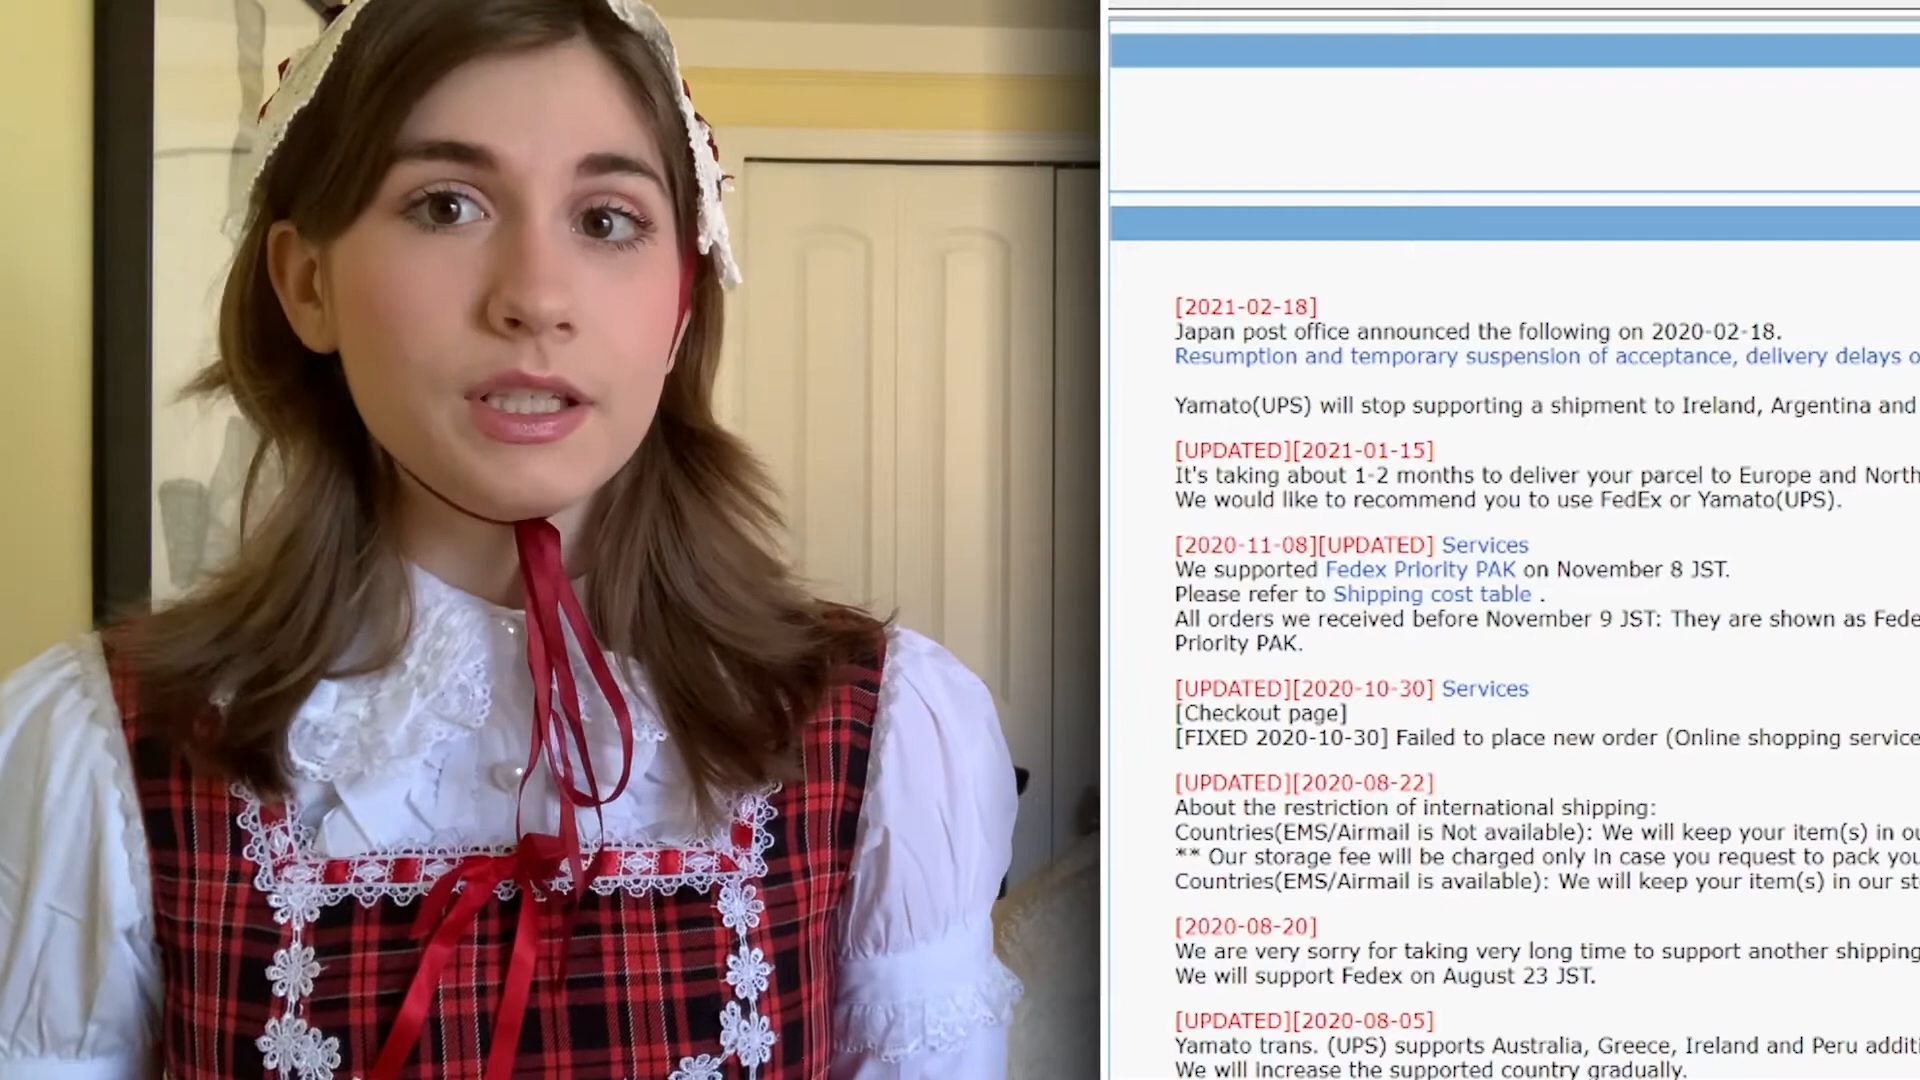 [2021-02-18]
Japan post office announced the following on 2020-02-18.
Resumption and temporary suspension of acceptance, delivery delays
Yamato(UPS) will stop supporting a shipment to Ireland, Argentina and
[UPDATED][2021-01-15]
It's taking about 1-2 months to deliver your parcel to Europe and North
We would like to recommend you to use FedEx or Yamato(UPS).
[2020-11-08][UPDATED] Services
We supported Fedex Priority PAK on November 8 JST.
Please refer to Shipping cost table .
All orders we received before November 9 JST: They are shown as Fede
Priority PAK.
[UPDATED][2020-10-30] Services
[Checkout page]
[FIXED 2020-10-30] Failed to place new order (Online shopping service
[UPDATED][2020-08-22]
About the restriction of international shipping:
Countries(EMS/Airmail is Not available): We will keep your item(s) in ou
** Our storage fee will be charged only in case you request to pack you
Countries(EMS/Airmail is available): We will keep your item(s) in our st
[2020-08-20]
We are very sorry for taking very long time to support another shipping
We will support Fedex on August 23 JST.
[UPDATED][2020-08-05]
Yamato trans. (UPS) supports Australia, Greece, Ireland and Peru additi
We will increase the supported country gradually.